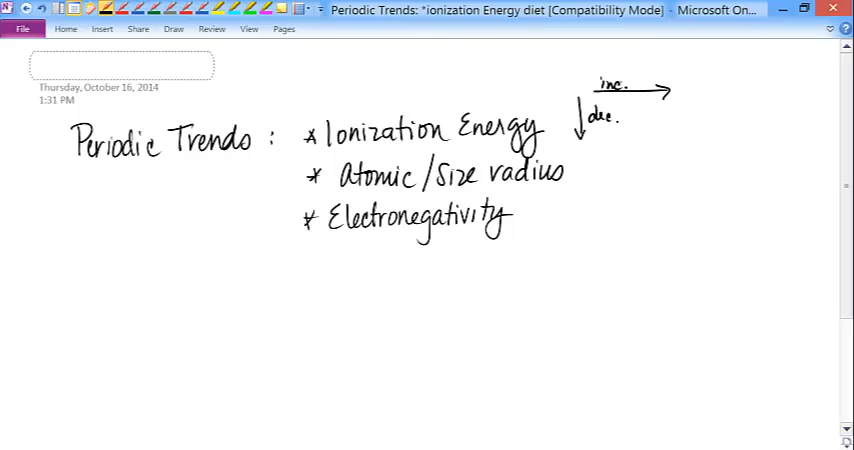 Periodic Trends: *ionization Energy diet [Compatibility Mode] - Microsoft On...
File Home Insert Share Draw Review View Pages
Thursday, October 16, 2014
1:31 PM
inc.
dec.
Periodic Trends : * Ionization Energy
* Atomic/Size radius
* Electronegativity